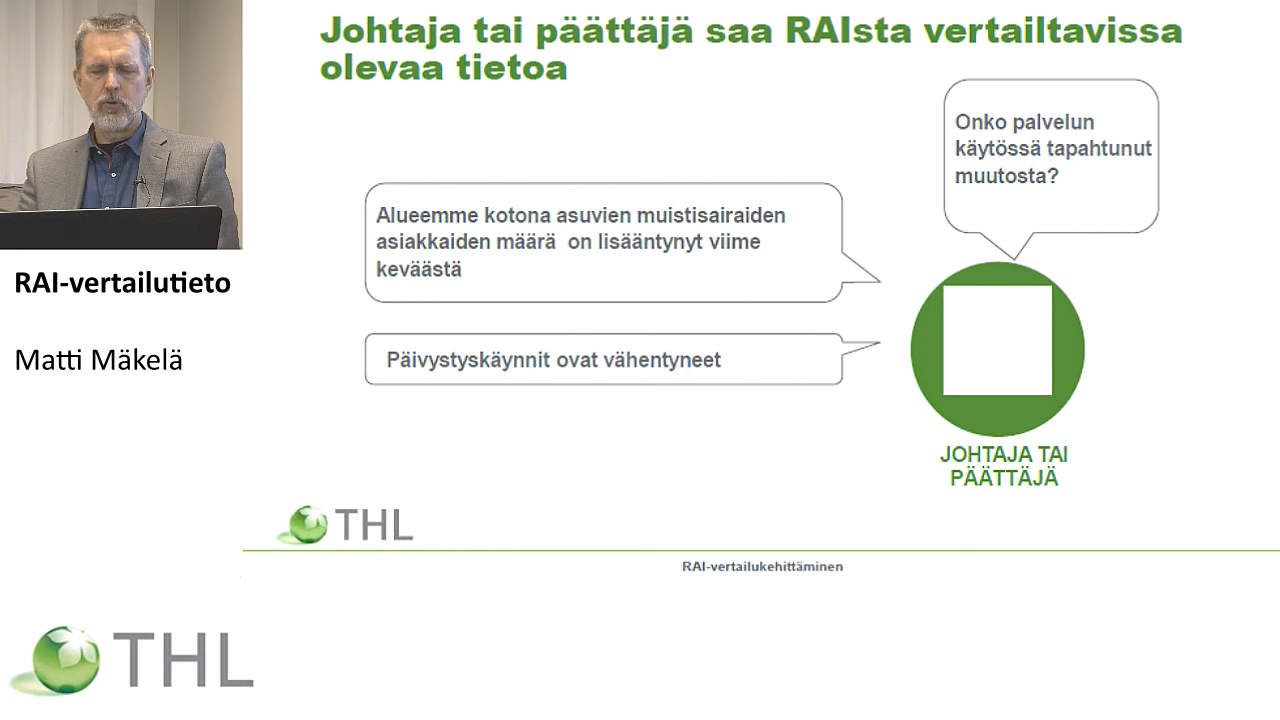 Johtaja tai päättäjä saa RAIsta vertailtavissa
olevaa tietoa
Onko palvelun
käytössä tapahtunut
muutosta?
Alueemme kotona asuvien muistisairaiden
asiakkaiden määrä on lisääntynyt viime
keväästä
Päivystyskäynnit ovat vähentyneet
JOHTAJA TAI
PÄÄTTÄJÄ
THL
RAI-vertailukehittäminen
RAI-vertailutieto
Matti Mäkelä
THL